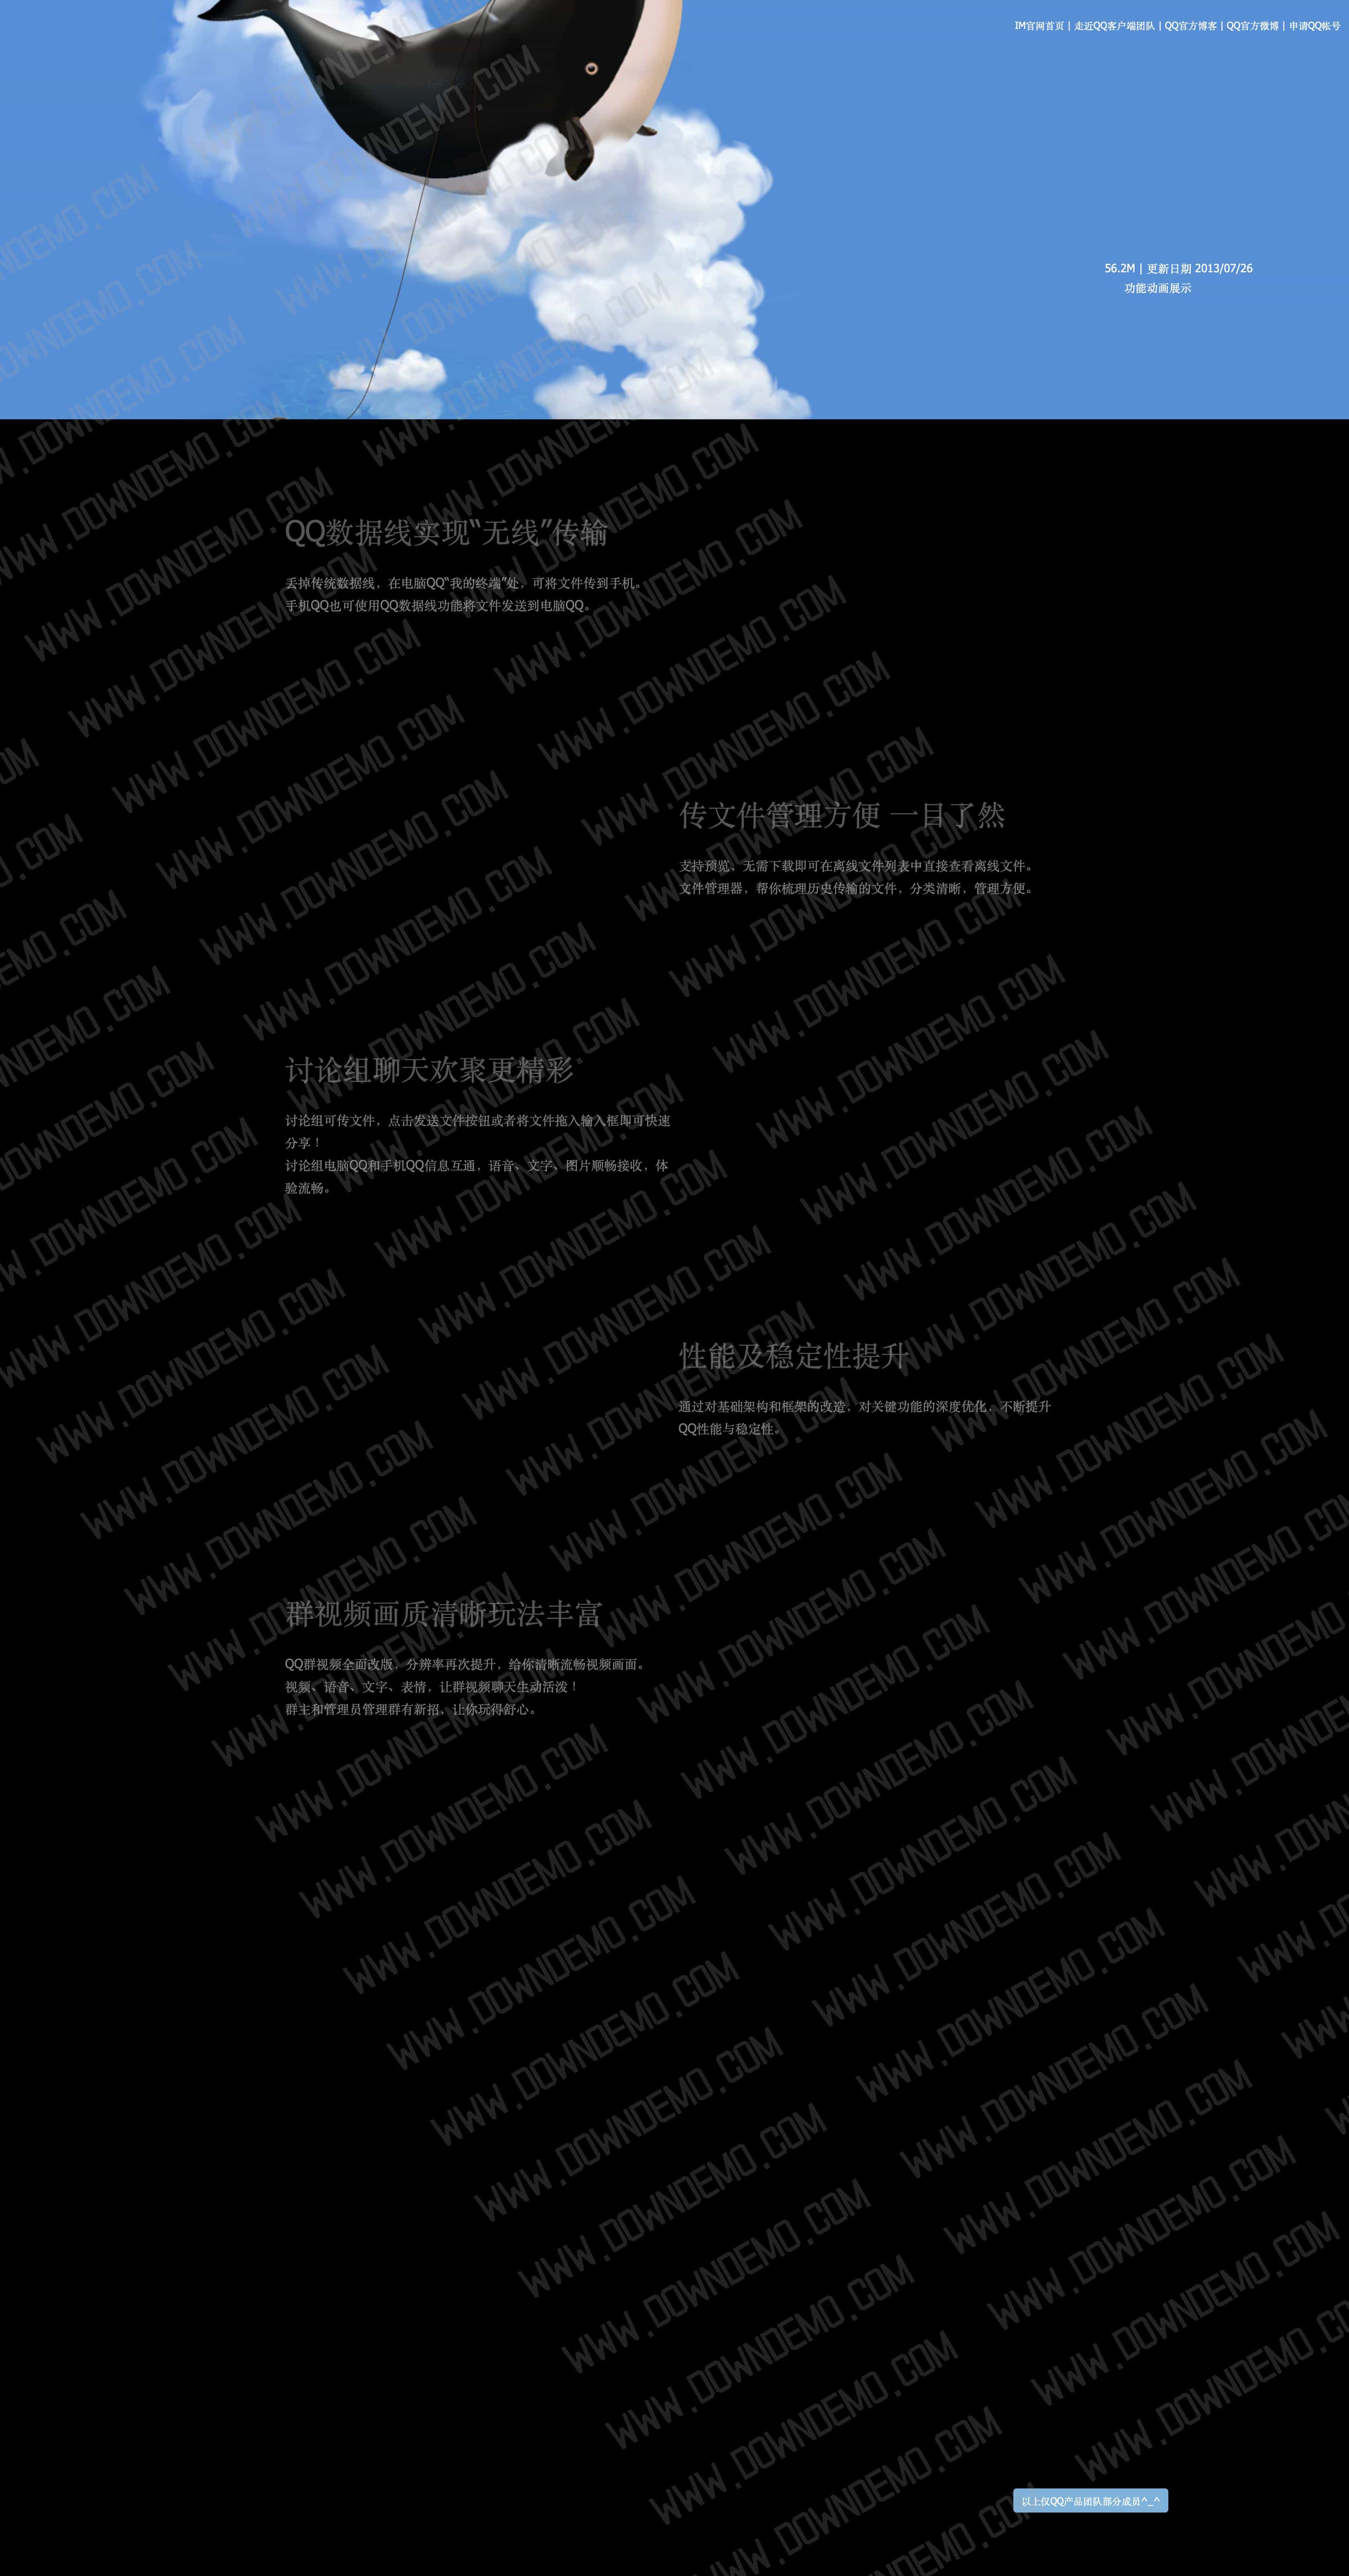 IM官网首页 | 走近QQ客户端团队 | QQ官方博客 | QQ官方微博 | 申请QQ帐号
56.2M | 更新日期 2013/07/26
功能动画展示
QQ数据线实现“无线”传输
丢掉传统数据线，在电脑QQ“我的终端”处，可将文件传到手机。
手机QQ也可使用QQ数据线功能将文件发送到电脑QQ。
传文件管理方便 一目了然
支持预览，无需下载即可在离线文件列表中直接查看离线文件。
文件管理器，帮你梳理历史传输的文件，分类清晰，管理方便。
讨论组聊天欢聚更精彩
讨论组可传文件，点击发送文件按钮或者将文件拖入输入框即可快速
分享！
讨论组电脑QQ和手机QQ信息互通，语音、文字、图片顺畅接收，体
验流畅。
性能及稳定性提升
通过对基础架构和框架的改造，对关键功能的深度优化，不断提升
QQ性能与稳定性。
群视频画质清晰玩法丰富
QQ群视频全面改版，分辨率再次提升，给你清晰流畅视频画面。
视频、语音、文字、表情，让群视频聊天生动活泼！
群主和管理员管理群有新招，让你玩得舒心。
以上仅QQ产品团队部分成员^_^
WWW.DOWNDEMO.COM